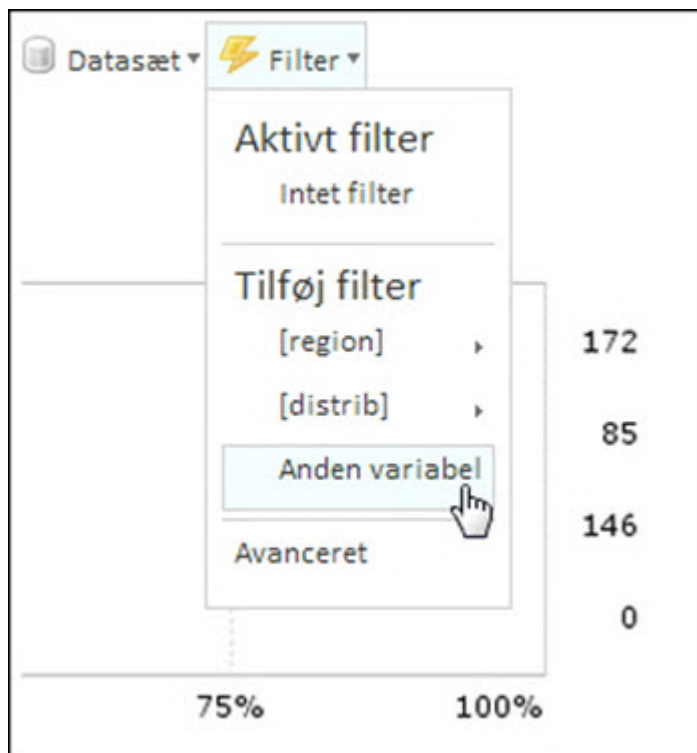 Datasæt Filter
Aktivt filter
Intet filter
Tilføj filter
[region]
[distrib]
Anden variabel
Avanceret
172
85
146
0
75% 100%